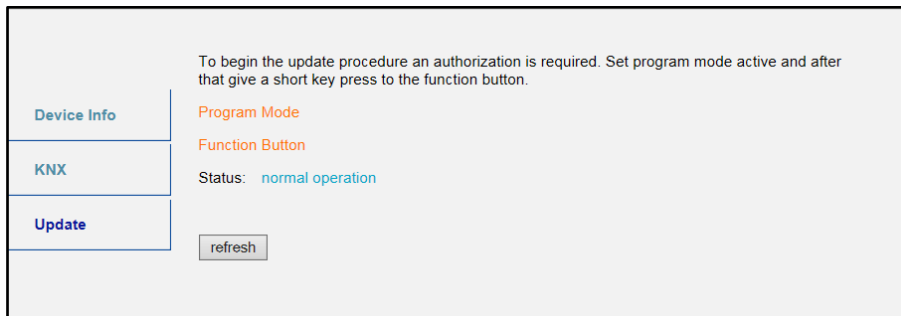 To begin the update procedure an authorization is required. Set program mode active and after
that give a short key press to the function button.
Device Info
Program Mode
Function Button
KNX
Status: normal operation
Update
refresh